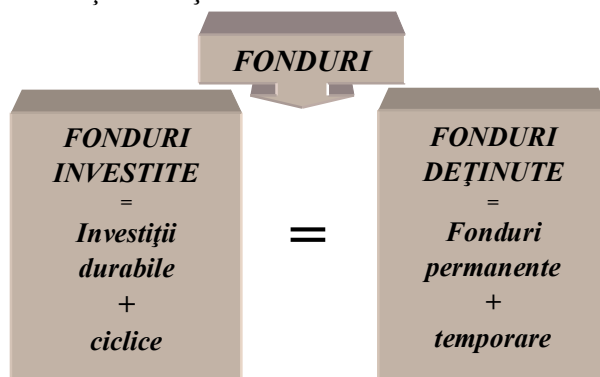 FONDURI
FONDURI
INVESTITE
=
Investiţii
durabile
+
ciclice
=
FONDURI
DEŢINUTE
=
Fonduri
permanente
+
temporare